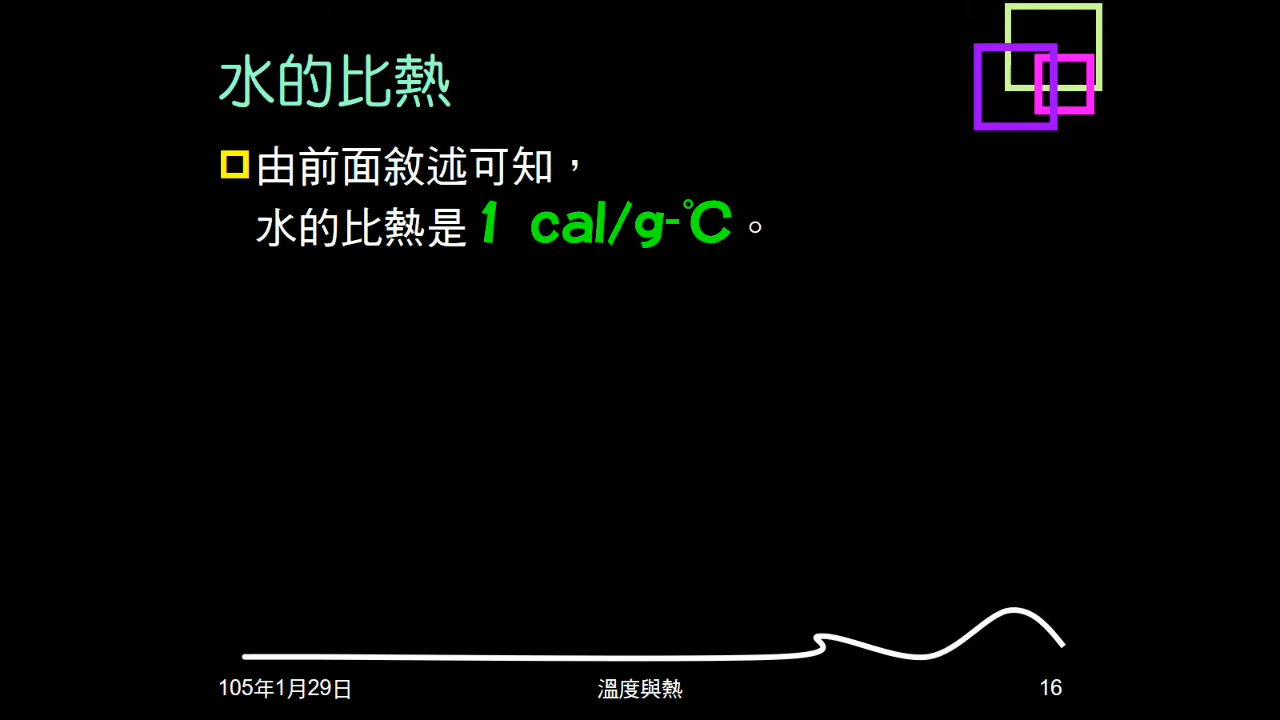 水的比熱
由前面敘述可知，
水的比熱是1 cal/g-℃。
105年1月29日
溫度與熱
16